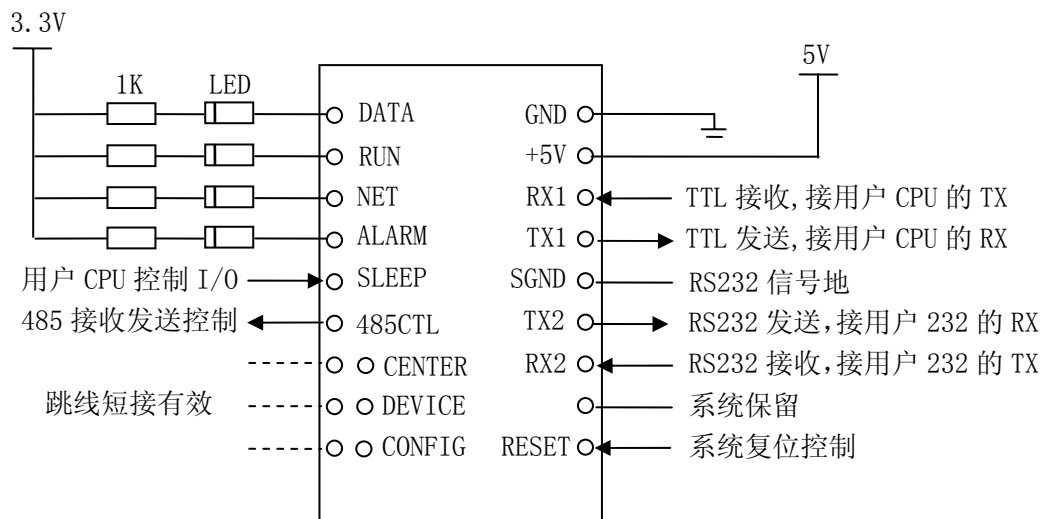 3.3V
5V
1K LED
DATA GND
RUN +5V
NET RX1 TTL 接收,接用户 CPU 的 TX
ALARM TX1 TTL 发送,接用户 CPU 的 RX
用户 CPU 控制 I/O SLEEP SGND RS232 信号地
485 接收发送控制 485CTL TX2 RS232 发送,接用户 232 的 RX
CENTER RX2 RS232 接收,接用户 232 的 TX
跳线短接有效 DEVICE 系统保留
CONFIG RESET 系统复位控制